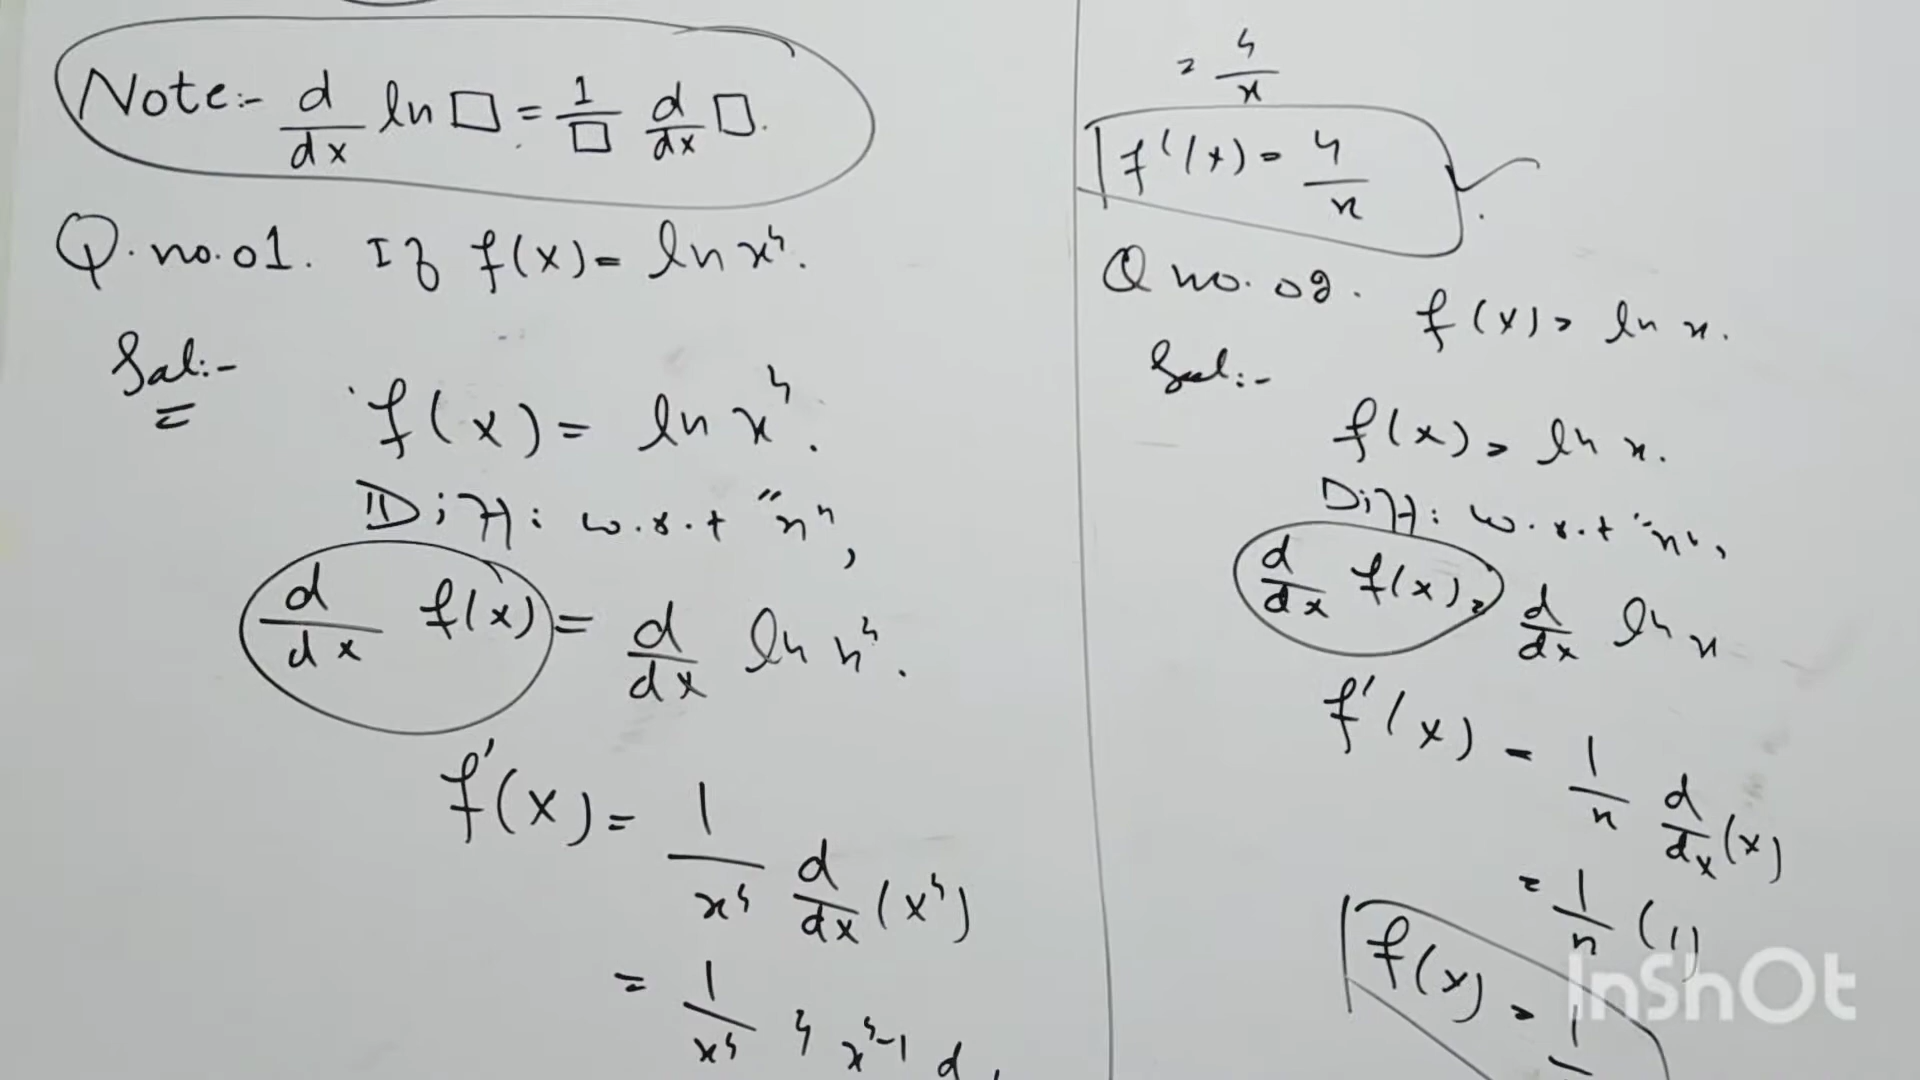 Note:- d/dx ln □ = 1/□ d/dx □.
Q.no.01. If f(x) = ln x⁴.
Sol:-
f(x) = ln x⁴.
Diff: w.r.t "x",
d/dx f(x) = d/dx ln x⁴.
f'(x) = 1/x⁴ d/dx (x⁴)
= 1/x⁴ 4 x⁴⁻¹ d
= 4/x
f'(x) = 4/x
Q no. 02. f(x) = ln x.
Sol:-
f(x) = ln x.
Diff: w.r.t "x",
d/dx f(x) = d/dx ln x
f'(x) = 1/x d/dx (x)
= 1/x (1)
f(x) = 1
InShOt